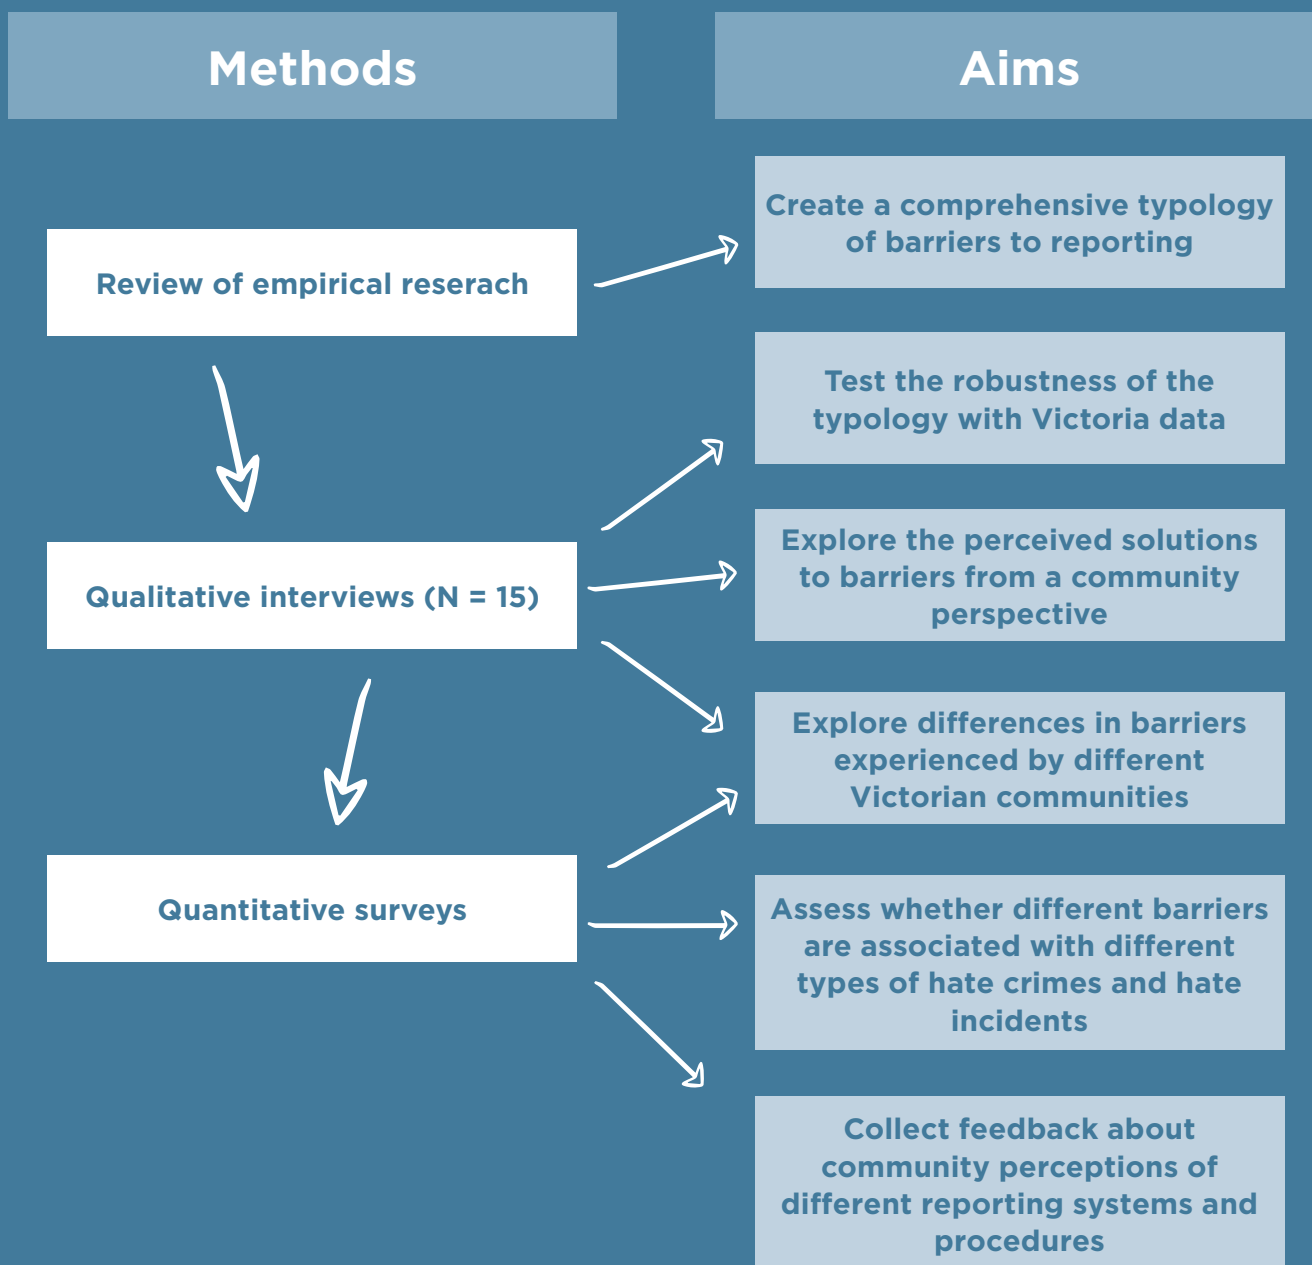 Methods
Aims
Create a comprehensive typology
of barriers to reporting
Review of empirical reserach
Test the robustness of the
typology with Victoria data
Explore the perceived solutions
to barriers from a community
perspective
Qualitative interviews (N = 15)
Explore differences in barriers
experienced by different
Victorian communities
Quantitative surveys
Assess whether different barriers
are associated with different
types of hate crimes and hate
incidents
Collect feedback about
community perceptions of
different reporting systems and
procedures